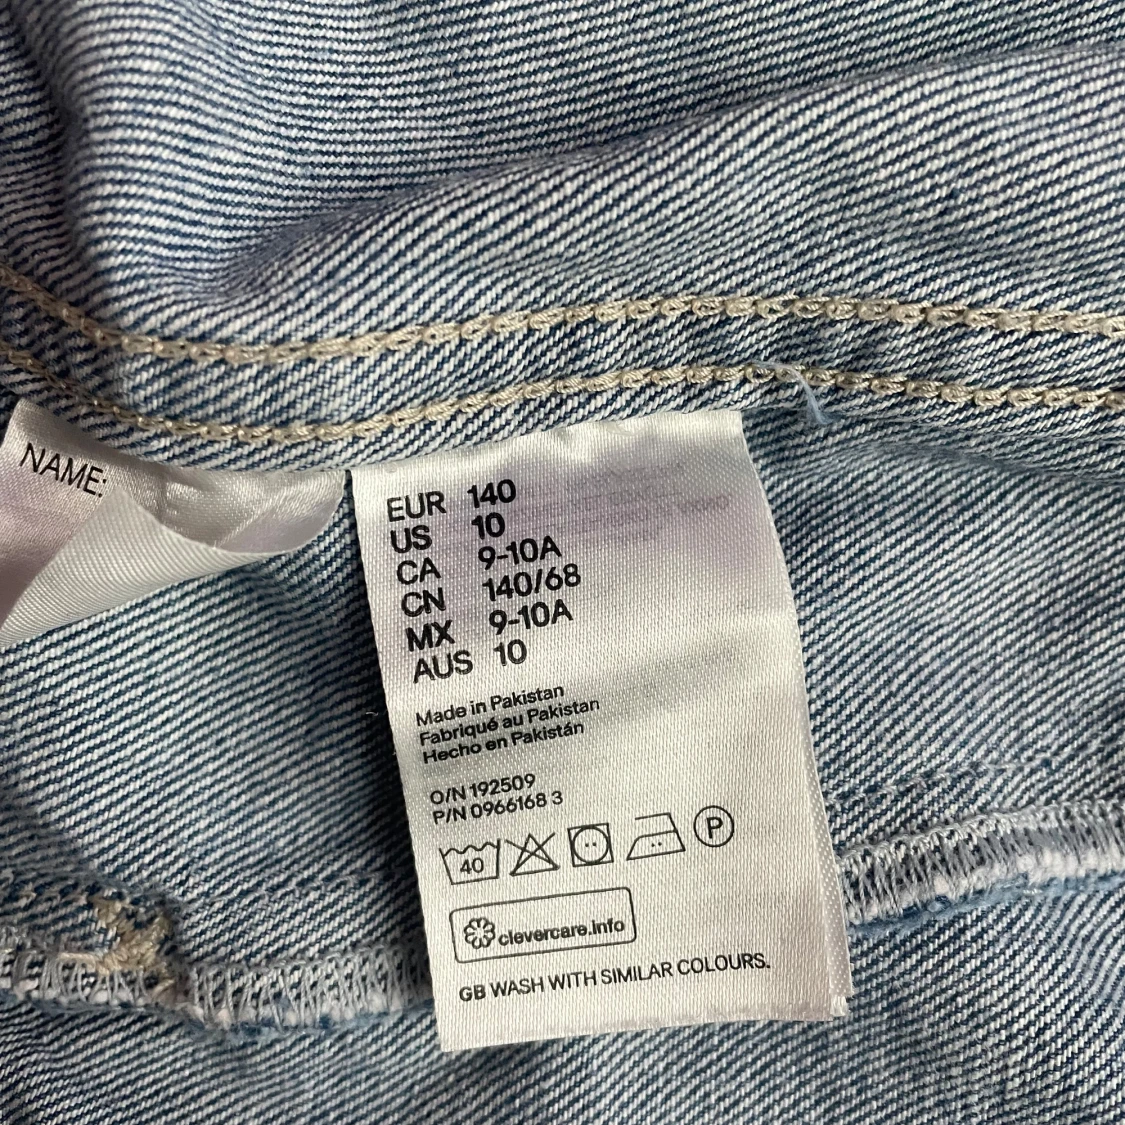 NAME:
EUR 140
US 10
CA 9-10A
CN 140/68
MX 9-10A
AUS 10
Made in Pakistan
Fabriqué au Pakistan
Hecho en Pakistán
O/N 192509
P/N 0966168 3
40
P
clevercare.info
GB WASH WITH SIMILAR COLOURS.